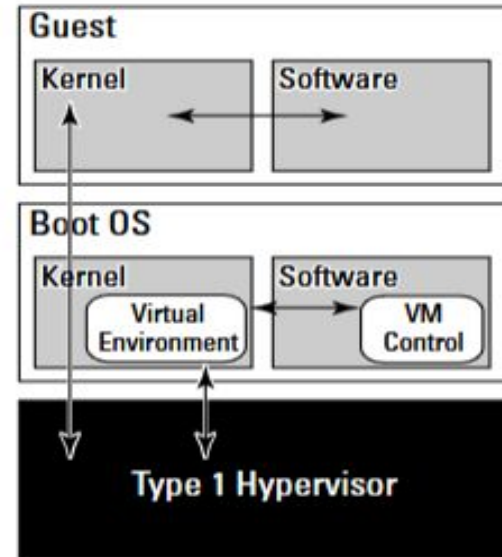 Guest
Kernel
Software
Boot OS
Kernel
Software
Virtual
Environment
VM
Control
Type 1 Hypervisor